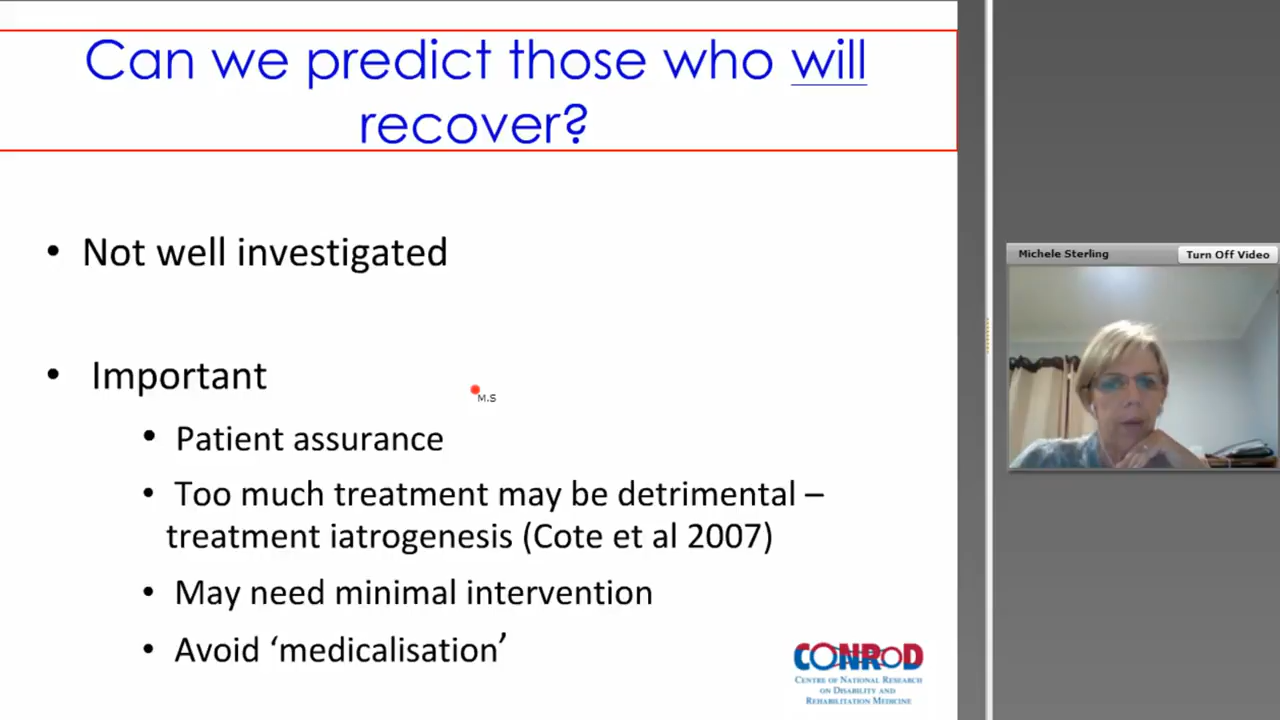 Can we predict those who will
recover?
• Not well investigated
• Important
M.S
• Patient assurance
• Too much treatment may be detrimental –
treatment iatrogenesis (Cote et al 2007)
• May need minimal intervention
• Avoid ‘medicalisation’
CONROD
CENTRE OF NATIONAL RESEARCH
ON DISABILITY AND
REHABILITATION MEDICINE
Michele Sterling
Turn Off Video